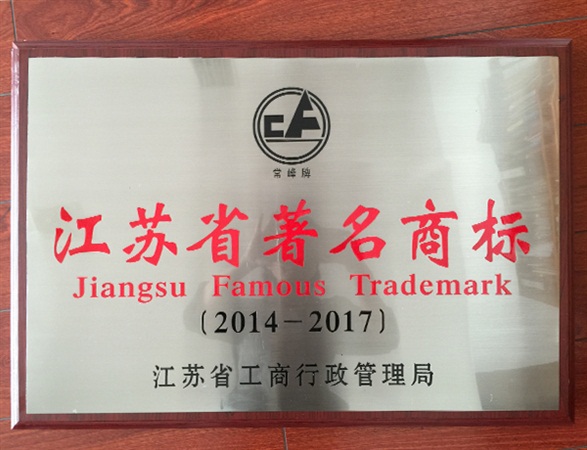 CF
常峰牌
江苏省著名商标
Jiangsu Famous Trademark
(2014-2017)
江苏省工商行政管理局